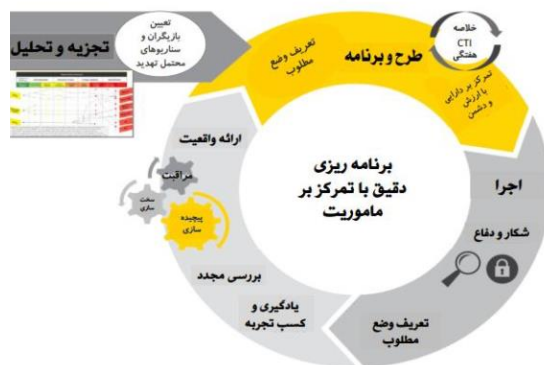 تجزیه و تحلیل
تعیین
بازیگران و
سناریوهای
محتمل تهدید
تعریف وضع
مطلوب
طرح و برنامه
خلاصه
CTI
هفتگی
تمرکز بر دارایی
با ارزش
و دشمن
اجرا
شکار و دفاع
تعریف وضع
مطلوب
یادگیری و
کسب تجربه
بررسی مجدد
پیچیده
سازی
سخت
سازی
مراقبت
ارائه واقعیت
برنامه ریزی
دقیق با تمرکز بر
ماموریت